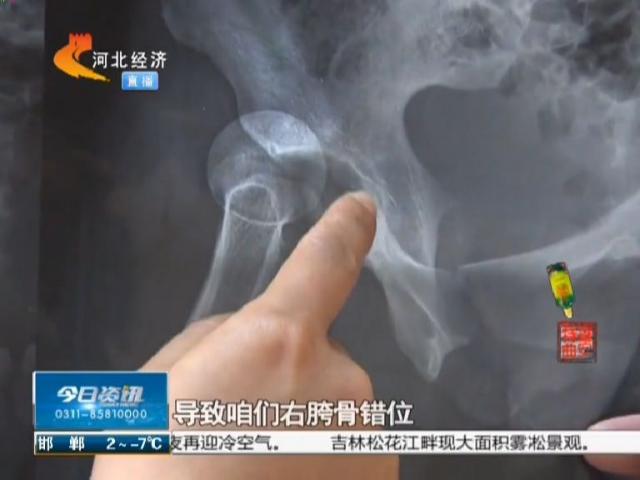 河北经济
直播
今日资讯
0311-85810000
导致咱们右胯骨错位
邯郸 2~-7℃
夜再迎冷空气。 吉林松花江畔现大面积雾凇景观。